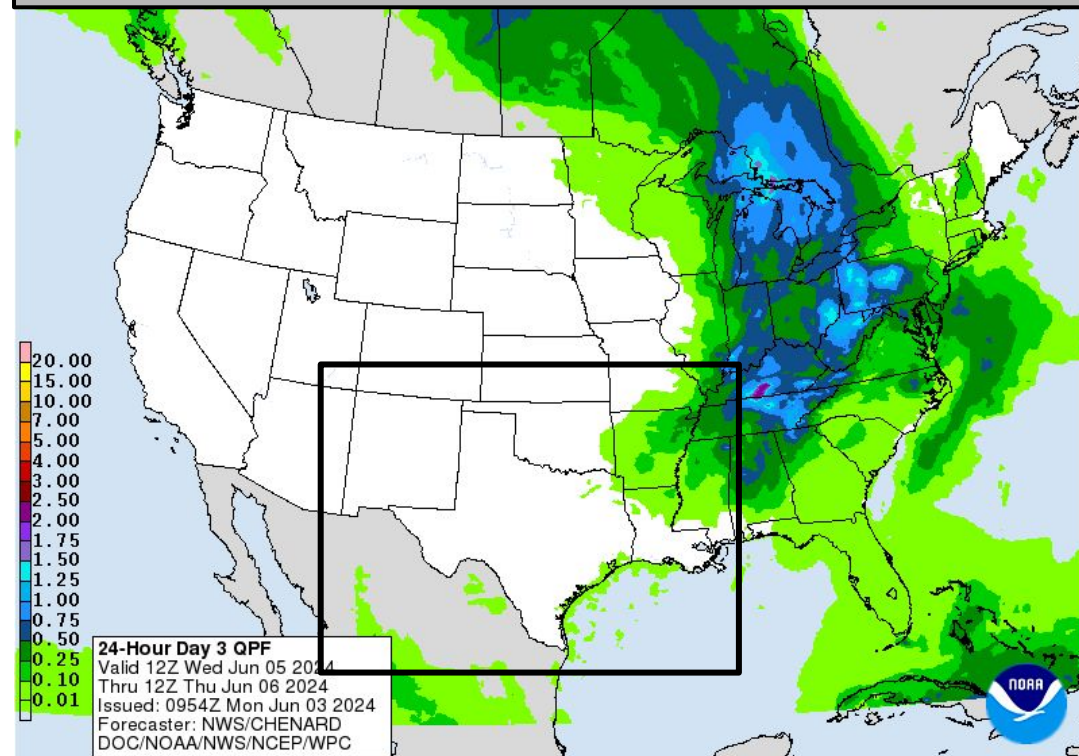 20.00
15.00
10.00
7.00
5.00
4.00
3.00
2.50
2.00
1.75
1.50
1.25
1.00
0.75
0.50
0.25
0.10
0.01
24-Hour Day 3 QPF
Valid 12Z Wed Jun 05 2024
Thru 12Z Thu Jun 06 2024
Issued: 0954Z Mon Jun 03 2024
Forecaster: NWS/CHENARD
DOC/NOAA/NWS/NCEP/WPC
NOAA